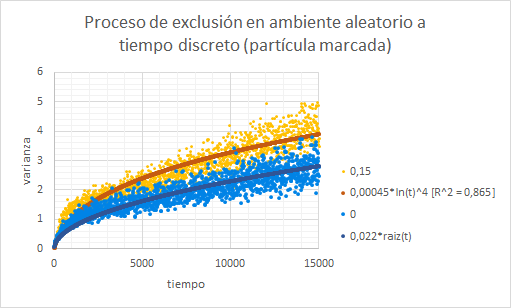 Proceso de exclusión en ambiente aleatorio a
tiempo discreto (partícula marcada)
6
5
4
3
2
1
0
varianza
0
5000
10000
15000
tiempo
0,15
0,00045*ln(t)^4 [R^2 = 0,865]
0
0,022*raiz(t)